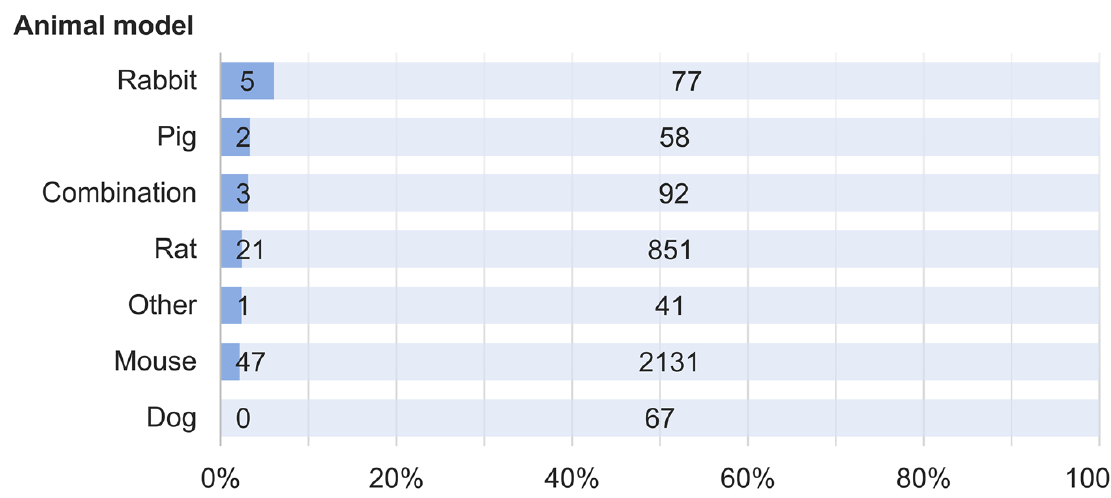 Animal model
Rabbit 5 77
Pig 2 58
Combination 3 92
Rat 21 851
Other 1 41
Mouse 47 2131
Dog 0 67
0% 20% 40% 60% 80% 100